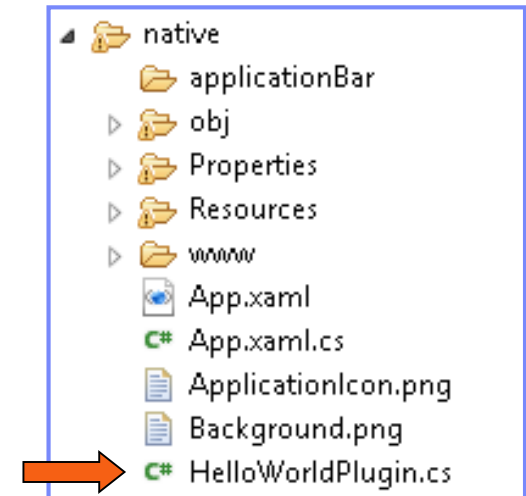 native
applicationBar
obj
Properties
Resources
www
App.xaml
C# App.xaml.cs
ApplicationIcon.png
Background.png
C# HelloWorldPlugin.cs